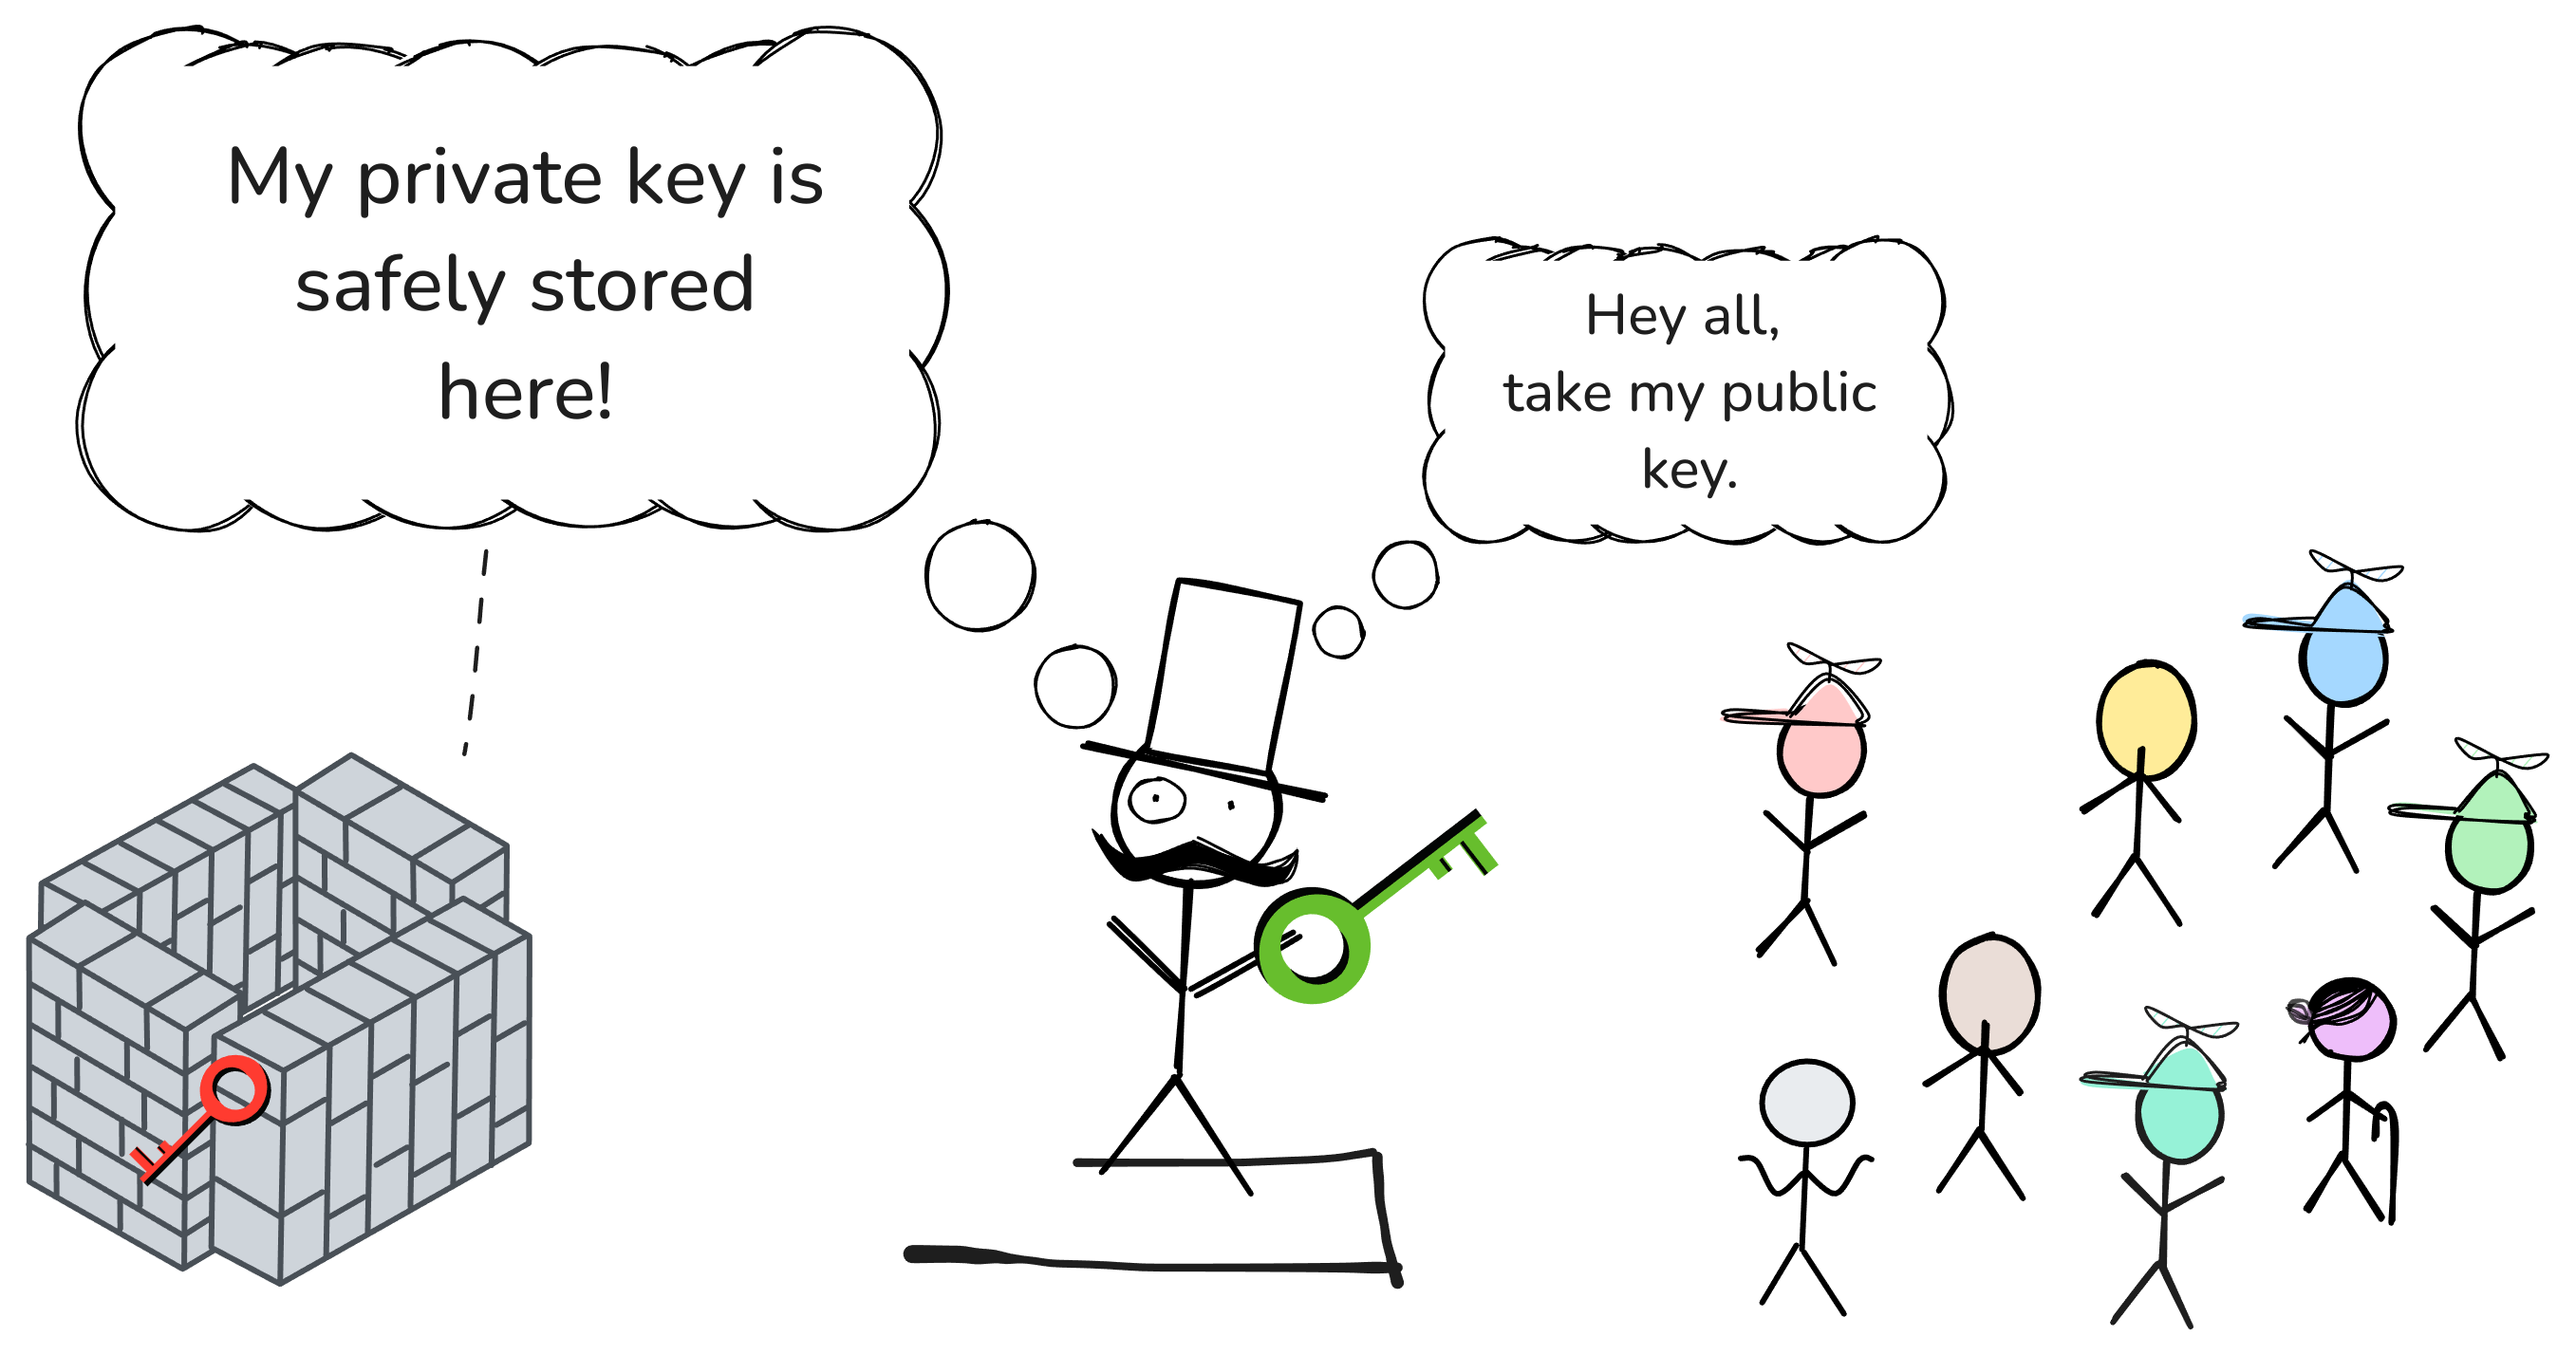 My private key is
safely stored
here!
Hey all,
take my public
key.